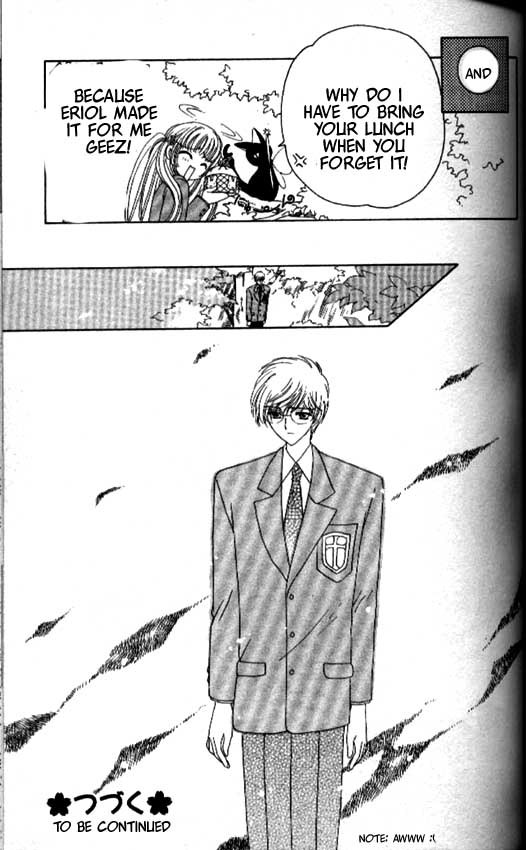 AND
WHY DO I
HAVE TO BRING
YOUR LUNCH
WHEN YOU
FORGET IT!
BECAUSE
ERIOL MADE
IT FOR ME
GEEZ!
つづく
TO BE CONTINUED
NOTE: AWWW :(